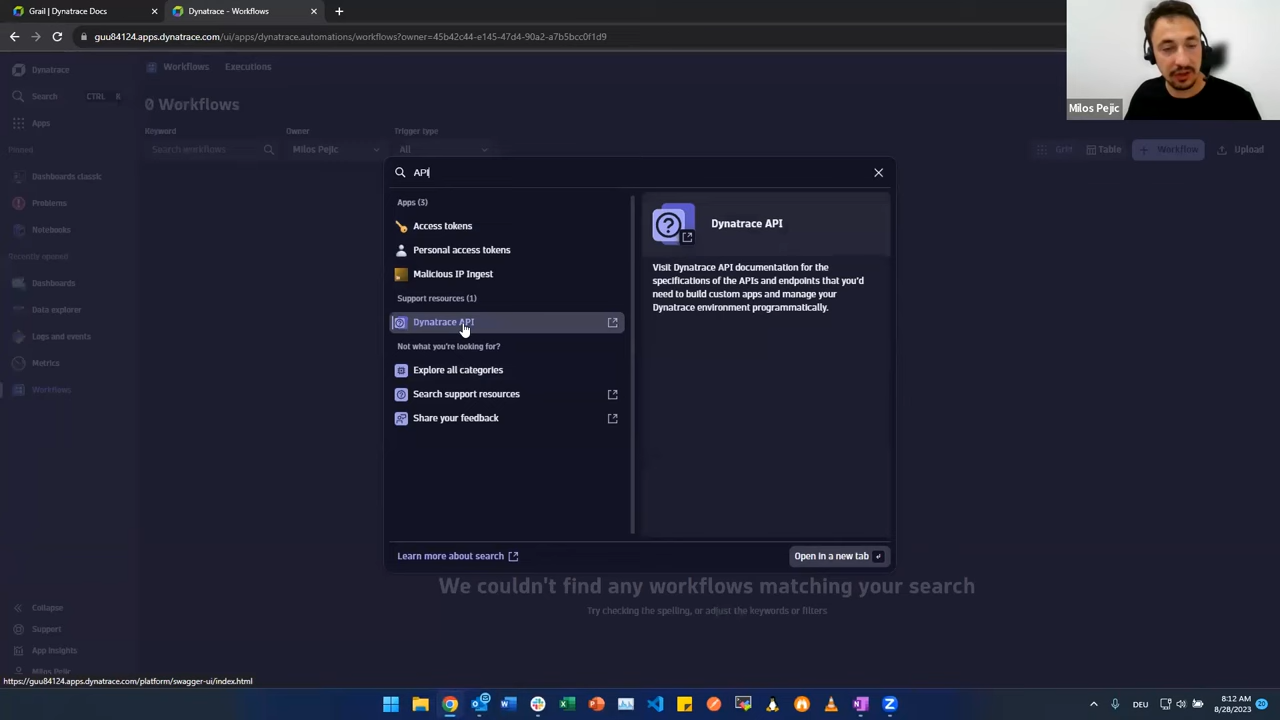 Grail | Dynatrace Docs
Dynatrace - Workflows
guu84124.apps.dynatrace.com/ui/apps/dynatrace.automations/workflows?owner=45b42c44-e145-47d4-90a2-a7b5bcc0f1d9
Milos Pejic
Dynatrace
Search CTRL K
Apps
Pinned
Dashboards classic
Problems
Notebooks
Recently opened
Dashboards
Data explorer
Logs and events
Metrics
Workflows
Collapse
Support
App Insights
Milos Pejic
Workflows
Executions
0 Workflows
Keyword
Search workflows
Owner
Milos Pejic
Trigger type
All
Grid
Table
+ Workflow
Upload
API
Apps (3)
Access tokens
Personal access tokens
Malicious IP Ingest
Support resources (1)
Dynatrace API
Not what you're looking for?
Explore all categories
Search support resources
Share your feedback
Dynatrace API
Visit Dynatrace API documentation for the
specifications of the APIs and endpoints that you'd
need to build custom apps and manage your
Dynatrace environment programmatically.
Learn more about search
Open in a new tab
We couldn't find any workflows matching your search
Try checking the spelling, or adjust the keywords or filters
https://guu84124.apps.dynatrace.com/platform/swagger-ui/index.html
DEU
8:12 AM
8/28/2023
20